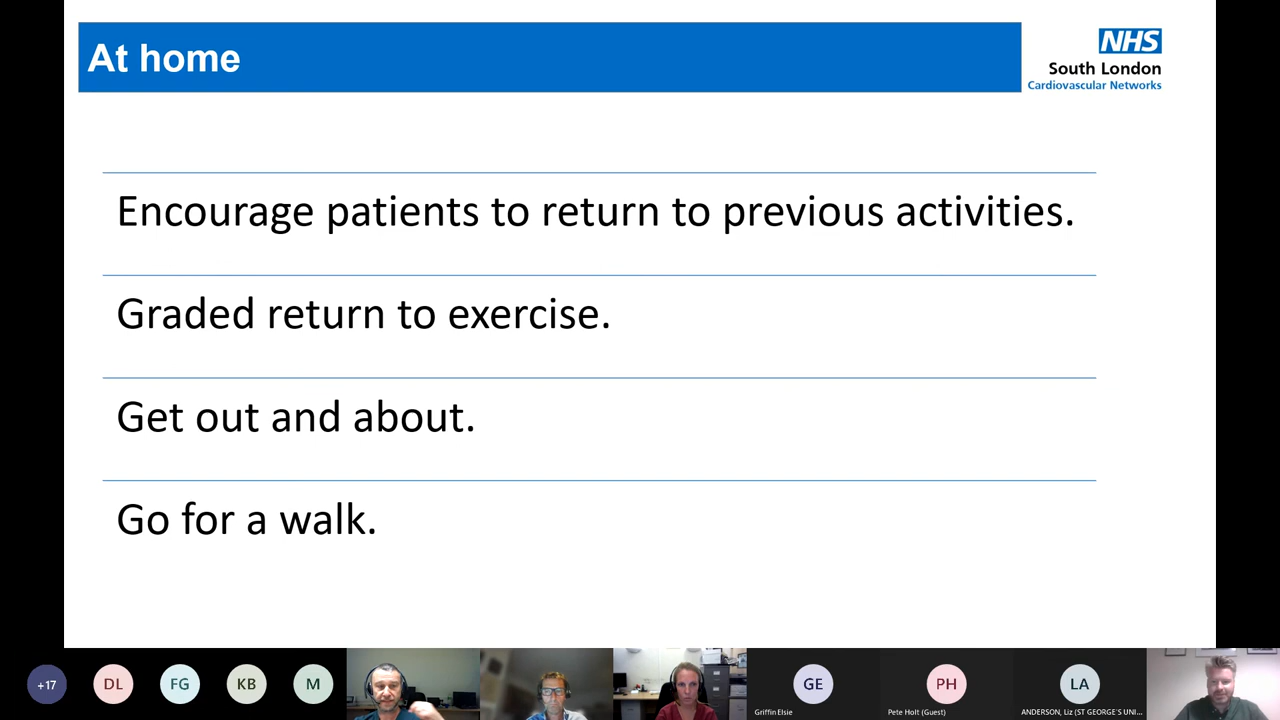 At home
NHS
South London
Cardiovascular Networks
Encourage patients to return to previous activities.
Graded return to exercise.
Get out and about.
Go for a walk.
+17
DL
FG
KB
M
GE
PH
LA
Griffin Elsie
Pete Holt (Guest)
ANDERSON, Liz (ST GEORGE'S UNI...